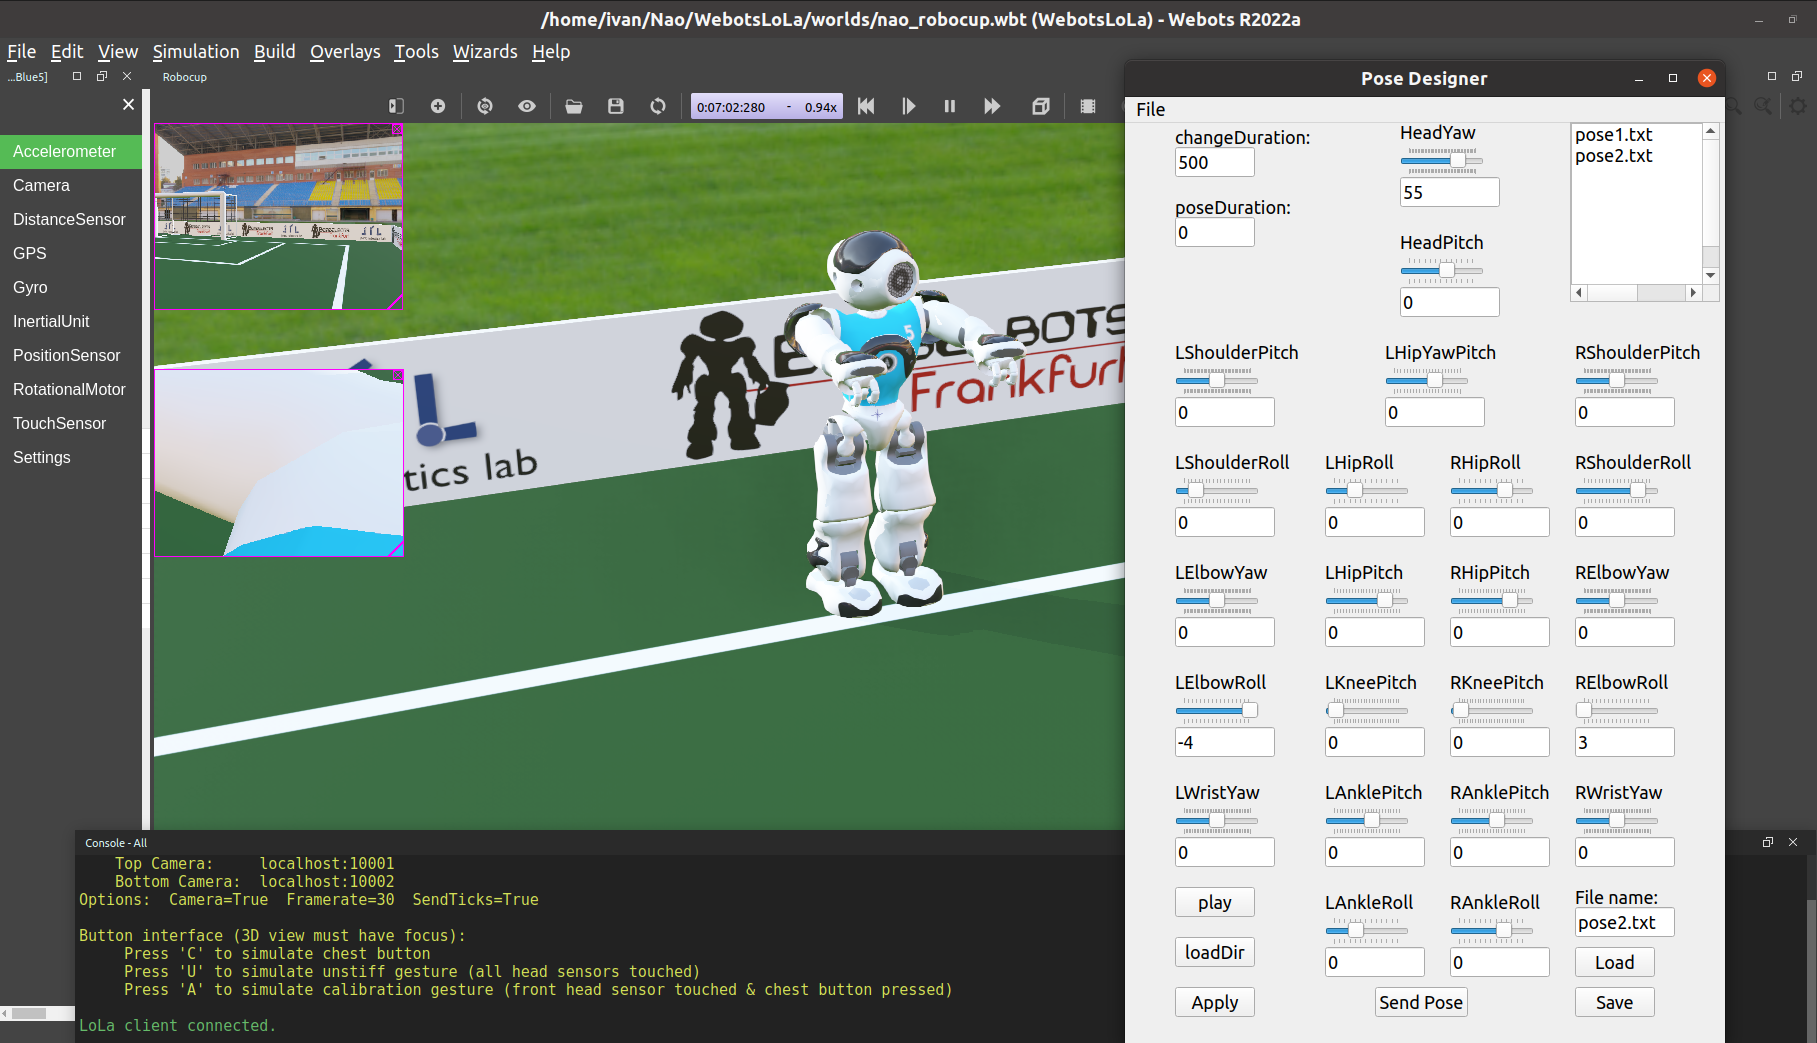 /home/ivan/Nao/WebotsLoLa/worlds/nao_robocup.wbt (WebotsLoLa) - Webots R2022a
File Edit View Simulation Build Overlays Tools Wizards Help
...Blue5]
Robocup
0:07:02:280 - 0.94x
Accelerometer
Camera
DistanceSensor
GPS
Gyro
InertialUnit
PositionSensor
RotationalMotor
TouchSensor
Settings
5
BOTS
Frankfurt
tics lab
Console - All
Top Camera: localhost:10001
Bottom Camera: localhost:10002
Options: Camera=True Framerate=30 SendTicks=True
Button interface (3D view must have focus):
Press 'C' to simulate chest button
Press 'U' to simulate unstiff gesture (all head sensors touched)
Press 'A' to simulate calibration gesture (front head sensor touched & chest button pressed)
LoLa client connected.
Pose Designer
File
changeDuration:
500
poseDuration:
0
HeadYaw
55
HeadPitch
0
pose1.txt
pose2.txt
LShoulderPitch LHipYawPitch RShoulderPitch
0 0 0
LShoulderRoll LHipRoll RHipRoll RShoulderRoll
0 0 0 0
LElbowYaw LHipPitch RHipPitch RElbowYaw
0 0 0 0
LElbowRoll LKneePitch RKneePitch RElbowRoll
-4 0 0 3
LWristYaw LAnklePitch RAnklePitch RWristYaw
0 0 0 0
play LAnkleRoll RAnkleRoll File name:
pose2.txt
loadDir 0 0 Load
Apply Send Pose Save